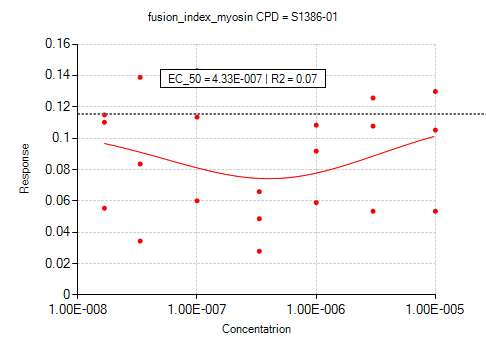 fusion_index_myosin CPD = S1386-01
0.16
0.14
EC_50 = 4.33E-007 | R2 = 0.07
0.12
0.1
Response
0.08
0.06
0.04
0.02
0
1.00E-008 1.00E-007 1.00E-006 1.00E-005
Concentatrion